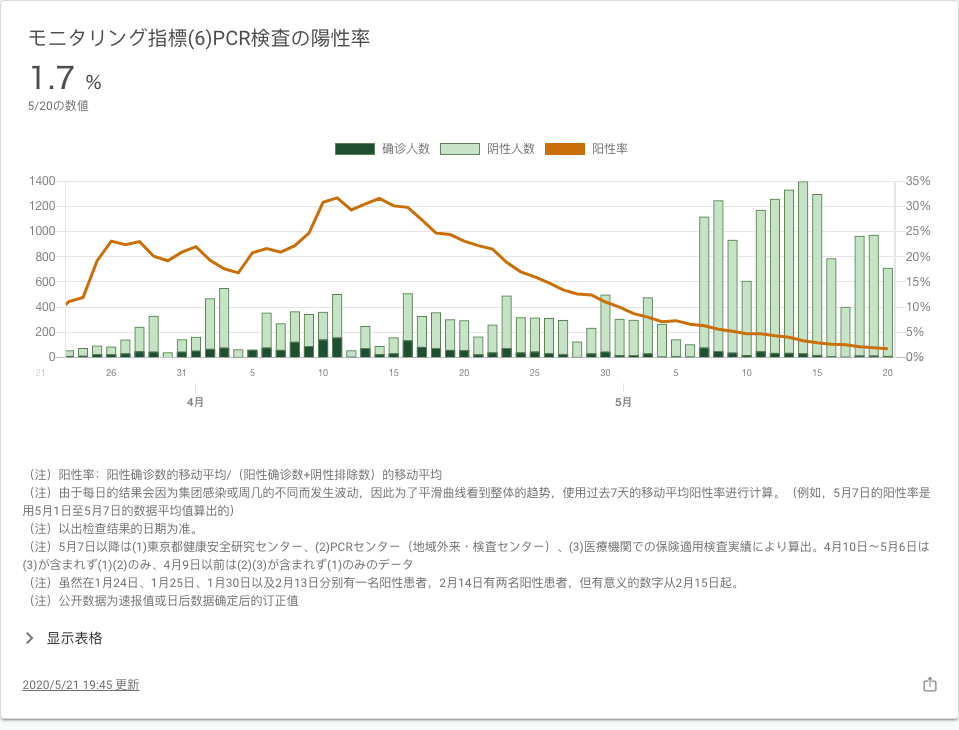 モニタリング指標(6)PCR検査の陽性率
1.7 %
5/20の数値
确诊人数 阴性人数 阳性率
1400 35%
1200 30%
1000 25%
800 20%
600 15%
400 10%
200 5%
0 0%
21 26 31 5 10 15 20 25 30 5 10 15 20
4月 5月
（注）阳性率：阳性确诊数的移动平均/（阳性确诊数+阴性排除数）的移动平均
（注）由于每日的结果会因为集团感染或周几的不同而发生波动，因此为了平滑曲线看到整体的趋势，使用过去7天的移动平均阳性率进行计算。（例如，5月7日的阳性率是
用5月1日至5月7日的数据平均值算出的）
（注）以出检查结果的日期为准。
（注）5月7日以降は(1)東京都健康安全研究センター、(2)PCRセンター（地域外来・検査センター）、(3)医療機関での保険適用検査実績により算出。4月10日～5月6日は
(3)が含まれず(1)(2)のみ、4月9日以前は(2)(3)が含まれず(1)のみのデータ
（注）虽然在1月24日、1月25日、1月30日以及2月13日分别有一名阳性患者，2月14日有两名阳性患者，但有意义的数字从2月15日起。
（注）公开数据为速报值或日后数据确定后的订正值
显示表格
2020/5/21 19:45 更新